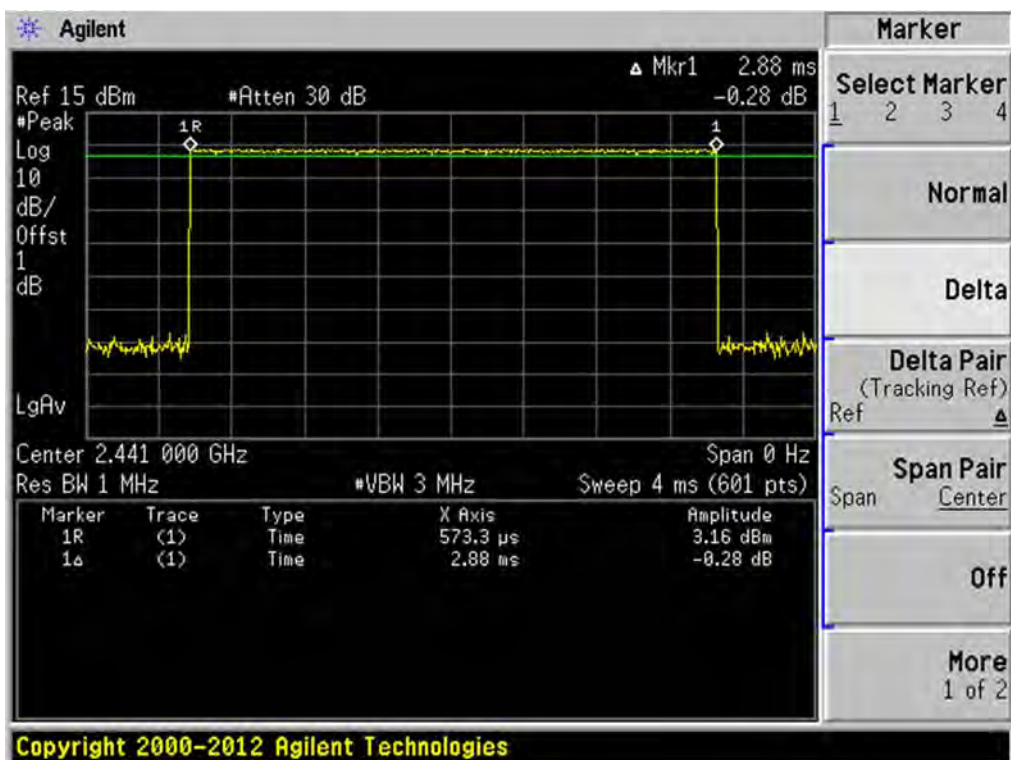 Agilent
Δ Mkr1 2.88 ms
Ref 15 dBm #Atten 30 dB -0.28 dB
#Peak
Log
10
dB/
Offst
1
dB
LgAv
1R
1
Center 2.441 000 GHz Span 0 Hz
Res BW 1 MHz #VBW 3 MHz Sweep 4 ms (601 pts)
Marker Trace Type X Axis Amplitude
1R (1) Time 573.3 µs 3.16 dBm
1Δ (1) Time 2.88 ms -0.28 dB
Marker
Select Marker
1 2 3 4
Normal
Delta
Delta Pair
(Tracking Ref)
Ref Δ
Span Pair
Span Center
Off
More
1 of 2
Copyright 2000-2012 Agilent Technologies